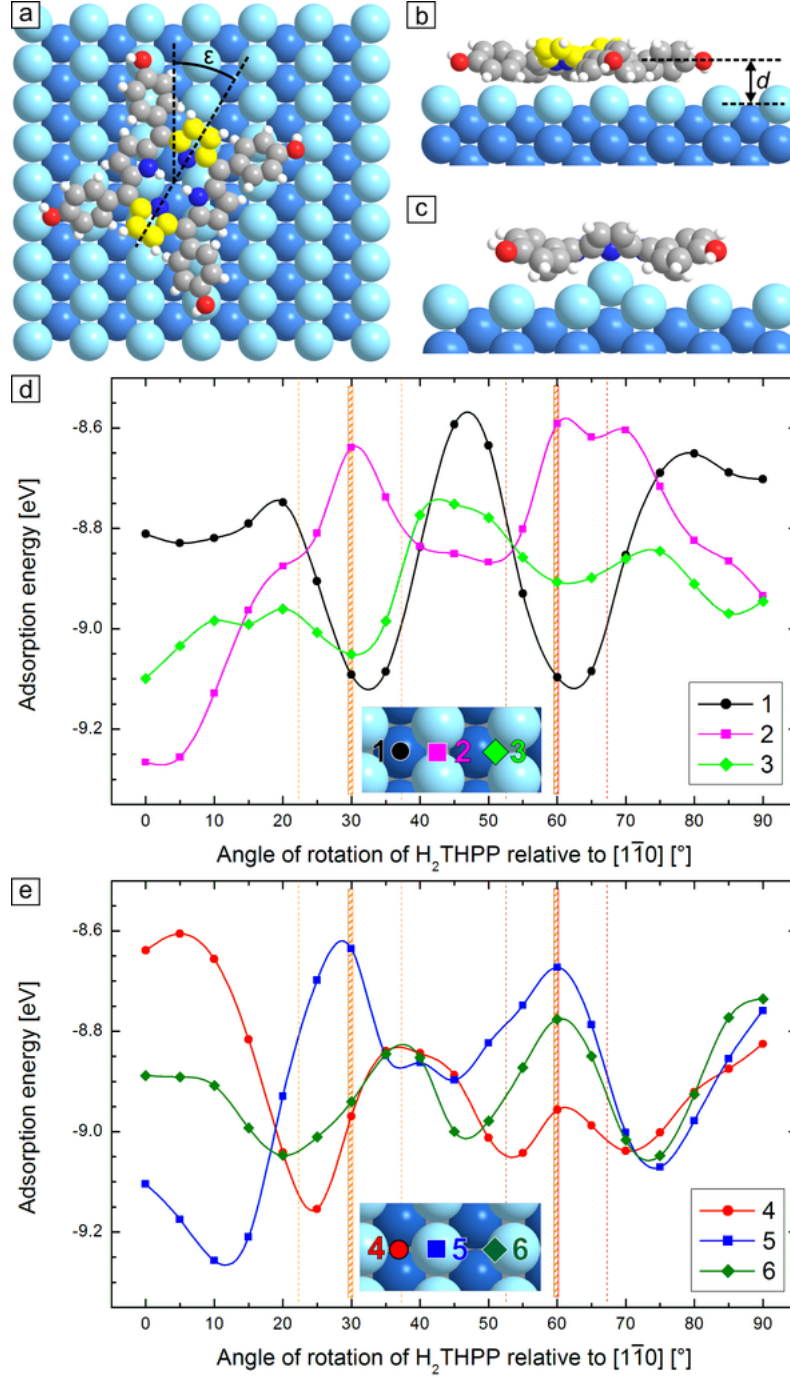 a
ε
b
d
c
d
-8.6
-8.8
-9.0
-9.2
Adsorption energy [eV]
1 2 3
1
2
3
0 10 20 30 40 50 60 70 80 90
Angle of rotation of H₂THPP relative to [11̅0] [°]
e
-8.6
-8.8
-9.0
-9.2
Adsorption energy [eV]
4 5 6
4
5
6
0 10 20 30 40 50 60 70 80 90
Angle of rotation of H₂THPP relative to [11̅0] [°]